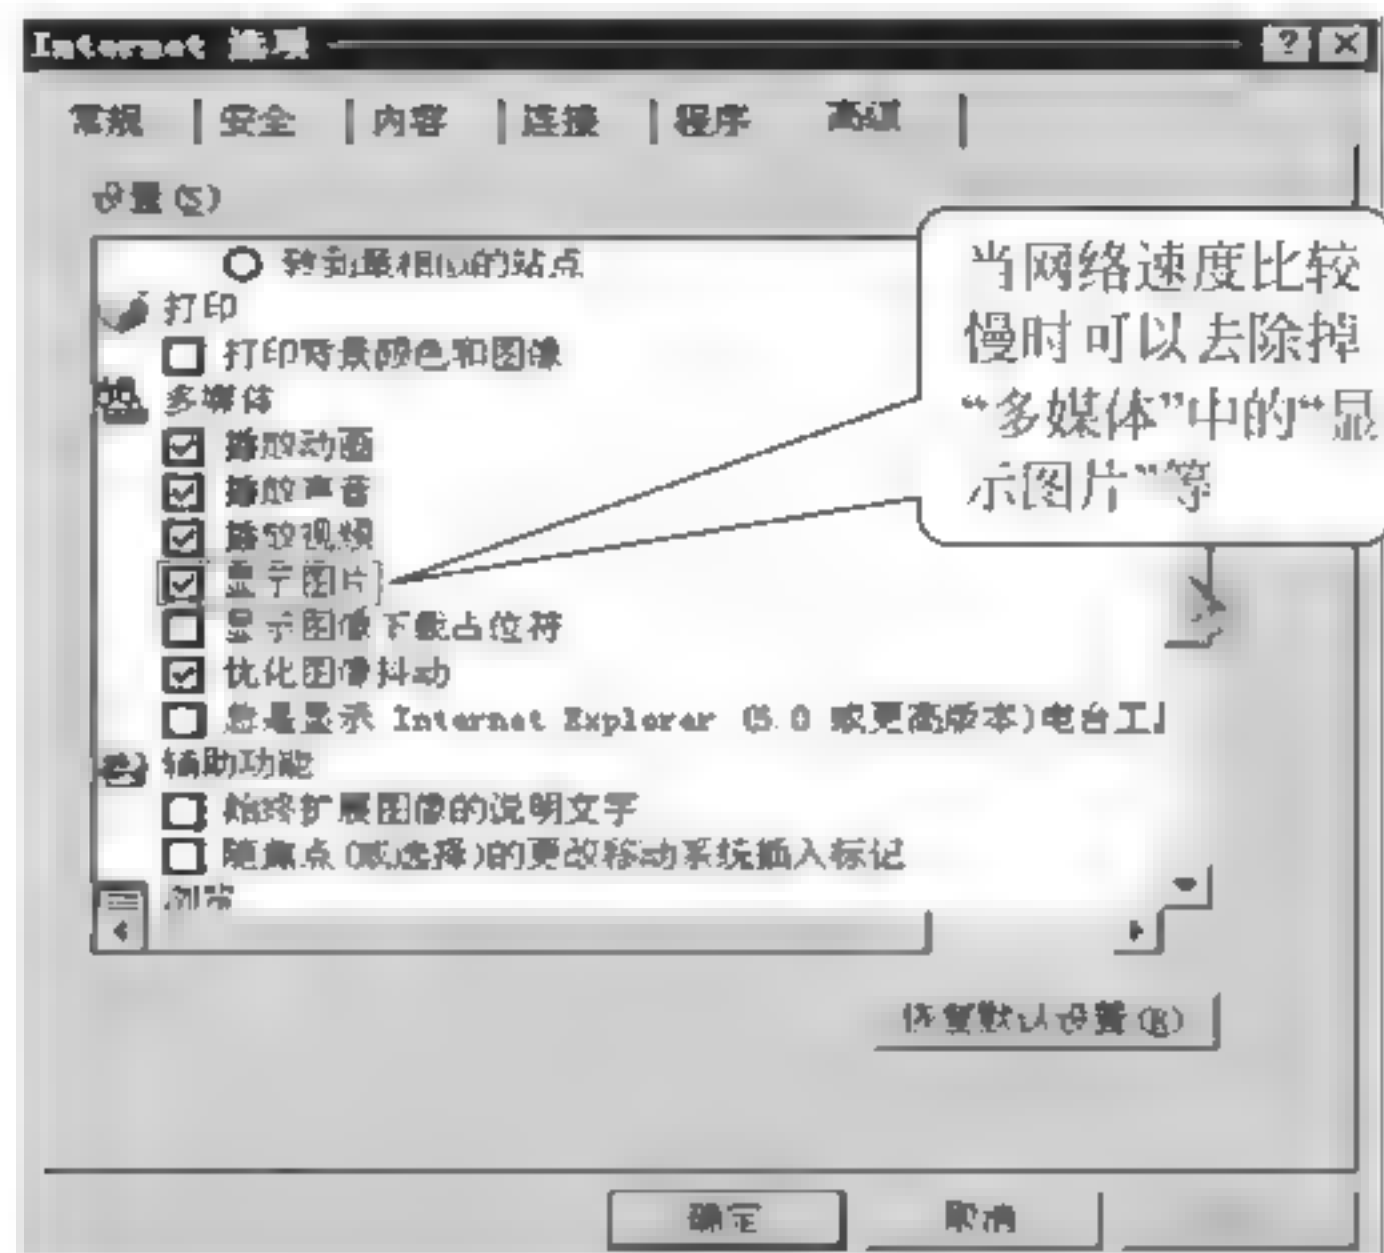 Internet 选项
常规 安全 内容 连接 程序 高级
设置(S)
转到最相似的站点
打印
打印背景颜色和图像
多媒体
播放动画
播放声音
播放视频
显示图片
显示图像下载占位符
优化图像抖动
总是显示 Internet Explorer (5.0 或更高版本)电台工
辅助功能
始终扩展图像的说明文字
随焦点(或选择)的更改移动系统插入标记
当网络速度比较
慢时可以去除掉
“多媒体”中的“显
示图片”等
恢复默认设置(R)
确定 取消